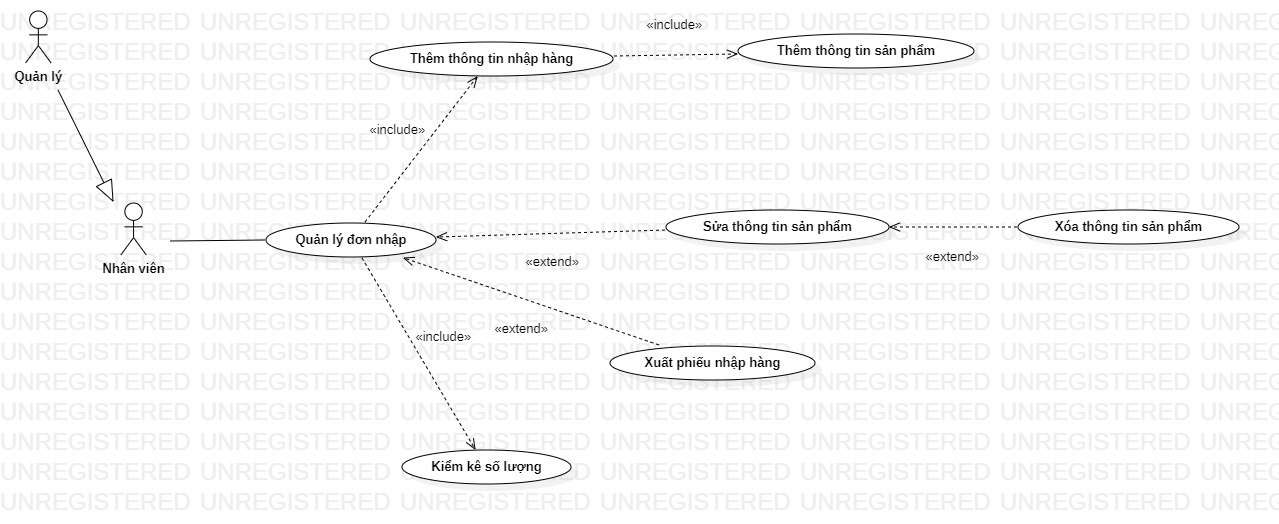 UNREGISTERED UNREGISTERED UNREGISTERED UNREGISTERED UNREGISTERED UNREGISTERED
Quản lý
Thêm thông tin nhập hàng
«include»
Thêm thông tin sản phẩm
«include»
Nhân viên
Quản lý đơn nhập
Sửa thông tin sản phẩm
Xóa thông tin sản phẩm
«extend»
«extend»
«extend»
«include»
Xuất phiếu nhập hàng
Kiểm kê số lượng